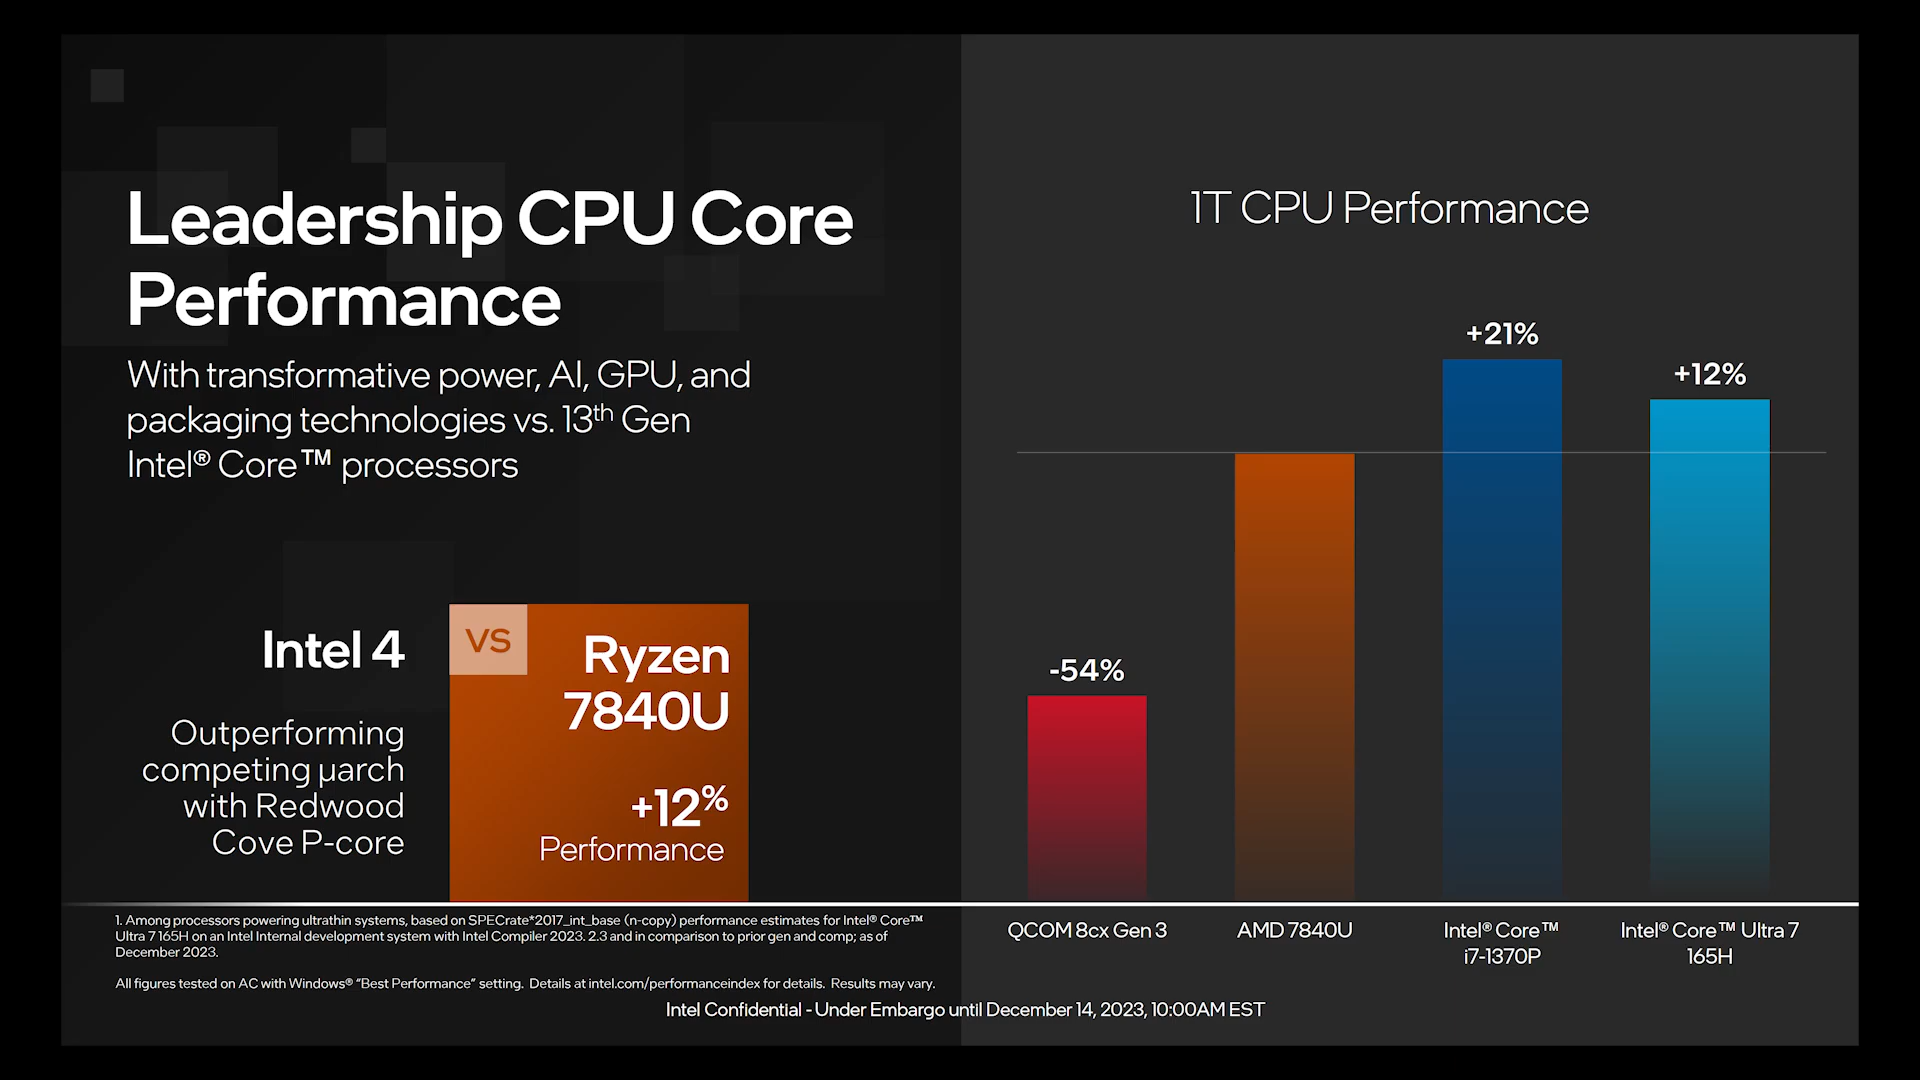 Leadership CPU Core
Performance
With transformative power, AI, GPU, and
packaging technologies vs. 13th Gen
Intel® Core™ processors
Intel 4
Outperforming
competing µarch
with Redwood
Cove P-core
VS
Ryzen
7840U
+12%
Performance
1. Among processors powering ultrathin systems, based on SPECrate*2017_int_base (n-copy) performance estimates for Intel® Core™
Ultra 7 165H on an Intel Internal development system with Intel Compiler 2023. 2.3 and in comparison to prior gen and comp; as of
December 2023.
All figures tested on AC with Windows® “Best Performance” setting. Details at intel.com/performanceindex for details. Results may vary.
1T CPU Performance
-54%
+21%
+12%
QCOM 8cx Gen 3
AMD 7840U
Intel® Core™
i7-1370P
Intel® Core™ Ultra 7
165H
Intel Confidential - Under Embargo until December 14, 2023, 10:00AM EST